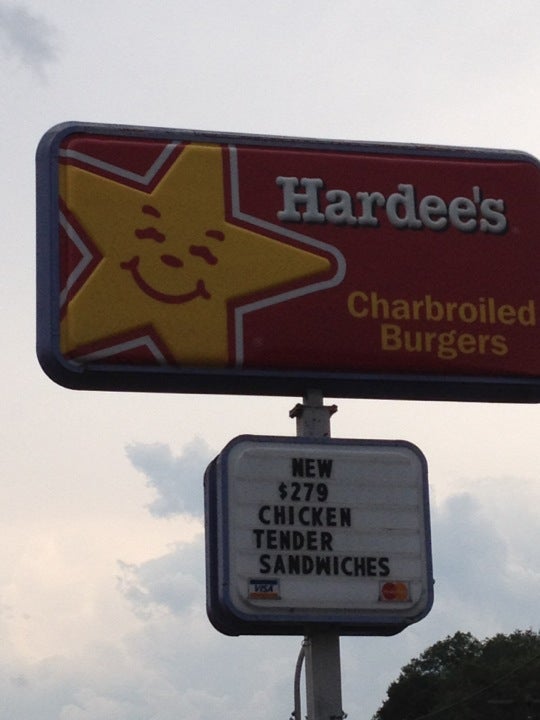 Hardee's
Charbroiled
Burgers
NEW
$279
CHICKEN
TENDER
SANDWICHES
VISA